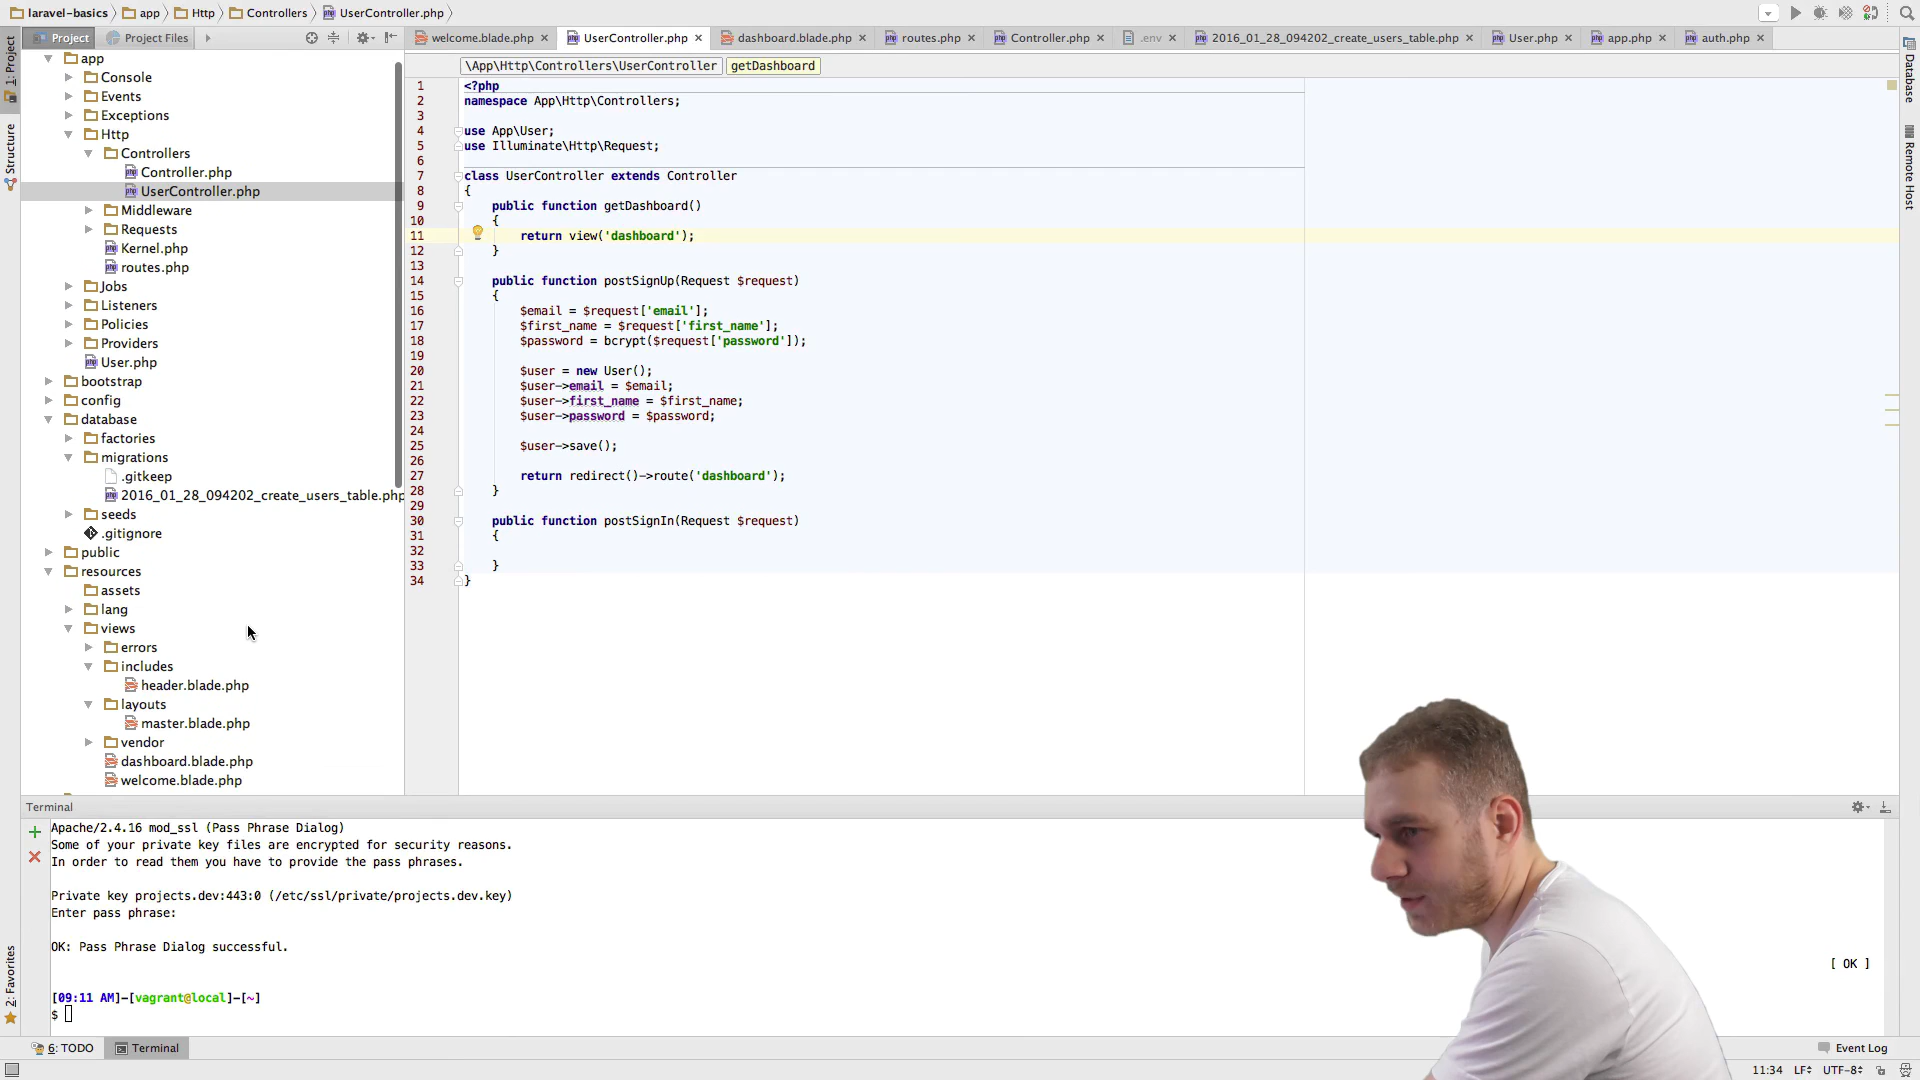 laravel-basics
app
Http
Controllers
UserController.php
1: Project
Structure
2: Favorites
Project
Project Files
welcome.blade.php
UserController.php
dashboard.blade.php
routes.php
Controller.php
.env
2016_01_28_094202_create_users_table.php
User.php
app.php
auth.php
Database
Remote Host
\App\Http\Controllers\UserController
getDashboard
app
Console
Events
Exceptions
Http
Controllers
Controller.php
UserController.php
Middleware
Requests
Kernel.php
routes.php
Jobs
Listeners
Policies
Providers
User.php
bootstrap
config
database
factories
migrations
.gitkeep
2016_01_28_094202_create_users_table.php
seeds
.gitignore
public
resources
assets
lang
views
errors
includes
header.blade.php
layouts
master.blade.php
vendor
dashboard.blade.php
welcome.blade.php
1 <?php
2 namespace App\Http\Controllers;
3
4 use App\User;
5 use Illuminate\Http\Request;
6
7 class UserController extends Controller
8 {
9 public function getDashboard()
10 {
11 return view('dashboard');
12 }
13
14 public function postSignUp(Request $request)
15 {
16 $email = $request['email'];
17 $first_name = $request['first_name'];
18 $password = bcrypt($request['password']);
19
20 $user = new User();
21 $user->email = $email;
22 $user->first_name = $first_name;
23 $user->password = $password;
24
25 $user->save();
26
27 return redirect()->route('dashboard');
28 }
29
30 public function postSignIn(Request $request)
31 {
32
33 }
34 }
Terminal
Apache/2.4.16 mod_ssl (Pass Phrase Dialog)
Some of your private key files are encrypted for security reasons.
In order to read them you have to provide the pass phrases.
Private key projects.dev:443:0 (/etc/ssl/private/projects.dev.key)
Enter pass phrase:
OK: Pass Phrase Dialog successful.
[ OK ]
[09:11 AM]-[vagrant@local]-[~]
$
6: TODO
Terminal
Event Log
11:34
LF
UTF-8